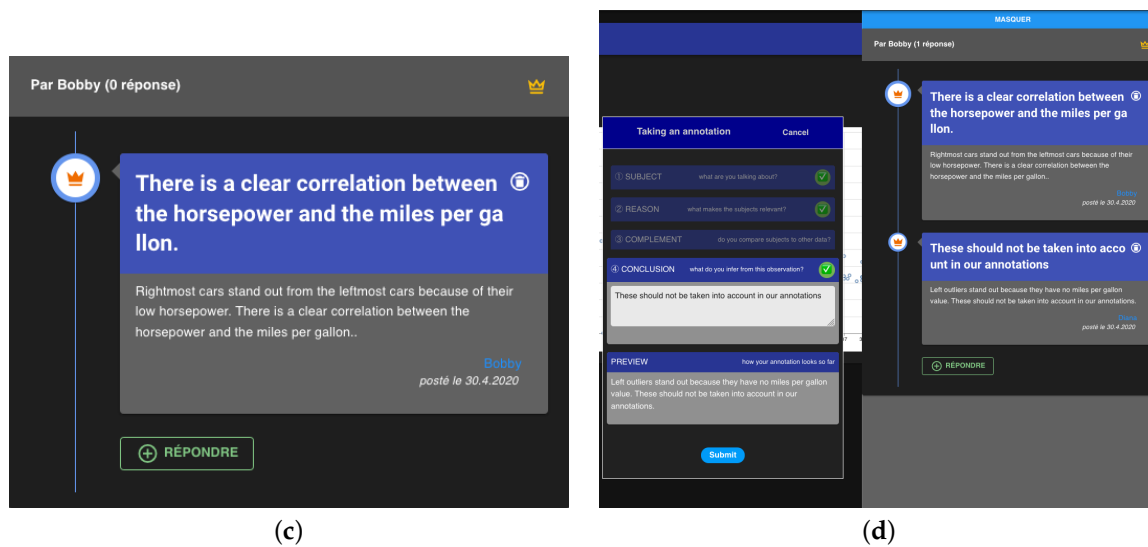 Par Bobby (0 réponse)
There is a clear correlation between
the horsepower and the miles per ga
llon.
Rightmost cars stand out from the leftmost cars because of their
low horsepower. There is a clear correlation between the
horsepower and the miles per gallon..
Bobby
posté le 30.4.2020
RÉPONDRE
(c)
MASQUER
Par Bobby (1 réponse)
There is a clear correlation between
the horsepower and the miles per ga
llon.
Rightmost cars stand out from the leftmost cars because of their
low horsepower. There is a clear correlation between the
horsepower and the miles per gallon..
Bobby
posté le 30.4.2020
These should not be taken into acco
unt in our annotations
Left outliers stand out because they have no miles per gallon
value. These should not be taken into account in our annotations.
Diana
posté le 30.4.2020
RÉPONDRE
Taking an annotation Cancel
① SUBJECT what are you talking about?
② REASON what makes the subjects relevant?
③ COMPLEMENT do you compare subjects to other data?
④ CONCLUSION what do you infer from this observation?
These should not be taken into account in our annotations
PREVIEW how your annotation looks so far
Left outliers stand out because they have no miles per gallon
value. These should not be taken into account in our
annotations.
Submit
(d)